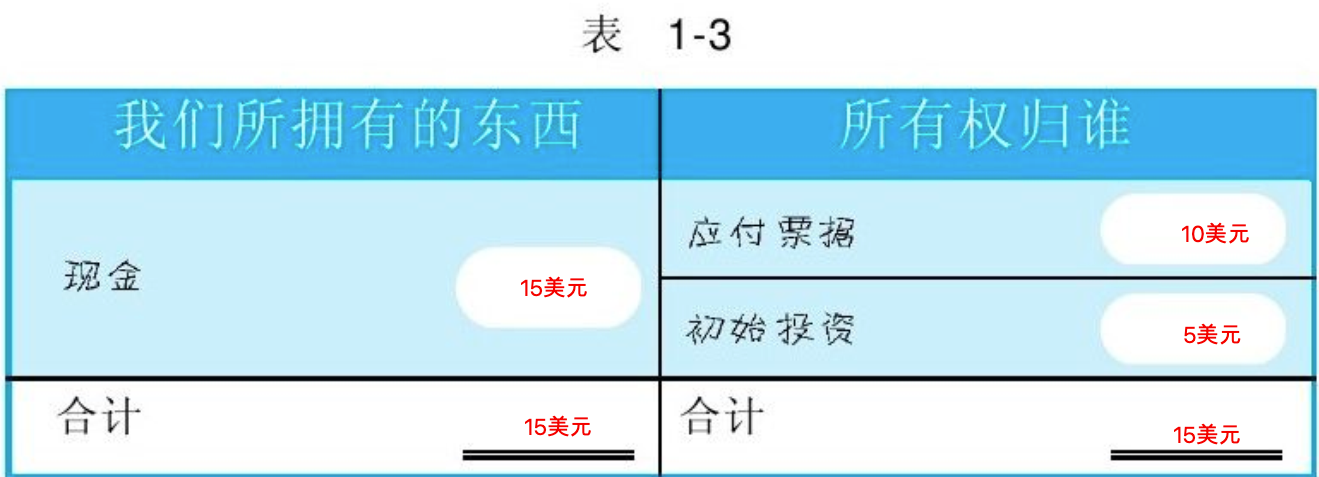 表 1-3
我们所拥有的东西 所有权归谁
现金 15美元
应付票据 10美元
初始投资 5美元
合计 15美元 合计 15美元